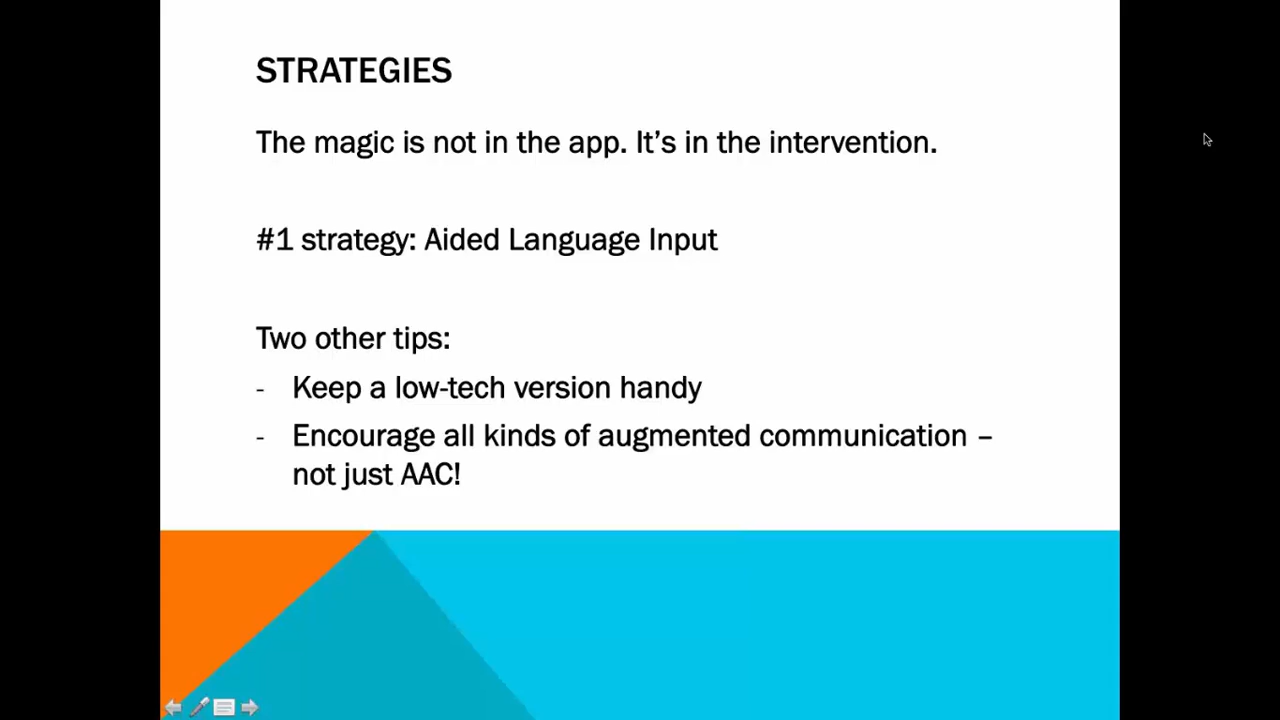 STRATEGIES
The magic is not in the app. It’s in the intervention.
#1 strategy: Aided Language Input
Two other tips:
- Keep a low-tech version handy
- Encourage all kinds of augmented communication –
not just AAC!